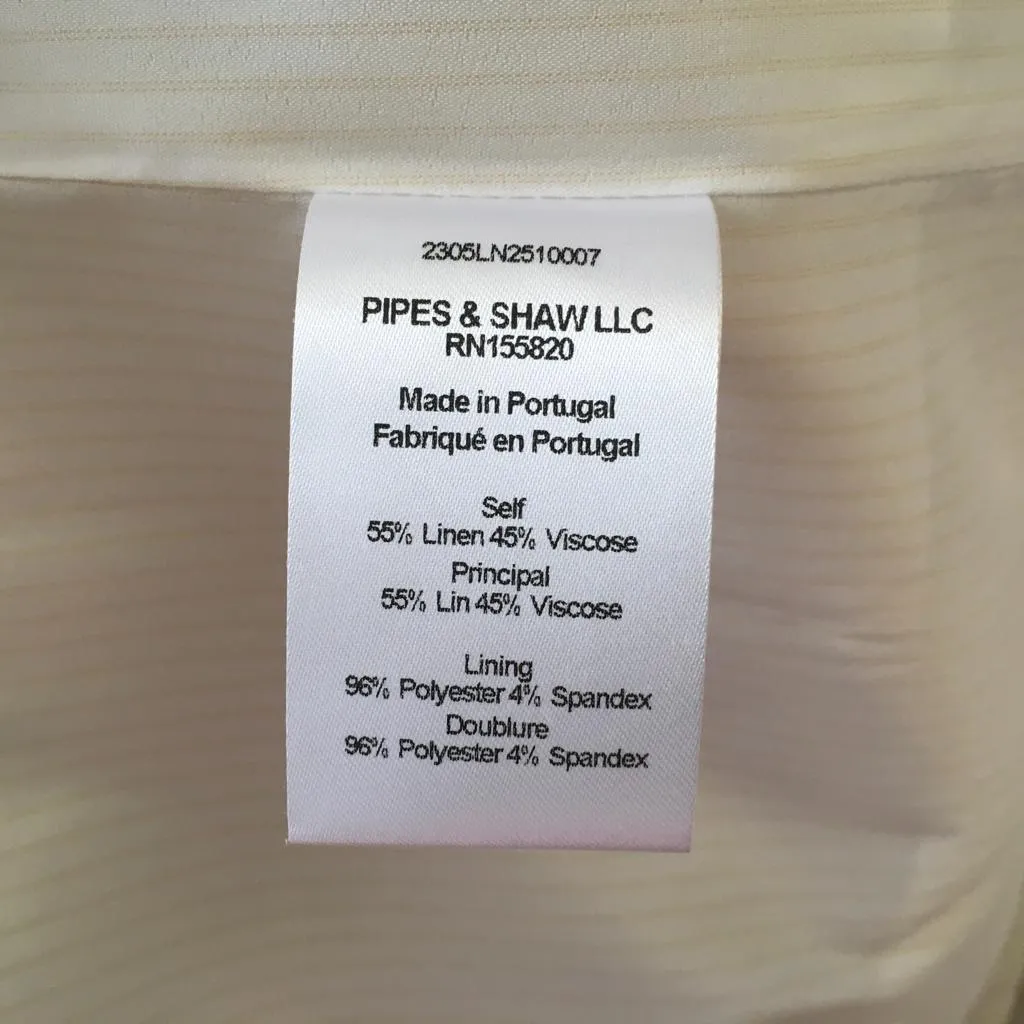 2305LN2510007
PIPES & SHAW LLC
RN155820
Made in Portugal
Fabriqué en Portugal
Self
55% Linen 45% Viscose
Principal
55% Lin 45% Viscose
Lining
96% Polyester 4% Spandex
Doublure
96% Polyester 4% Spandex